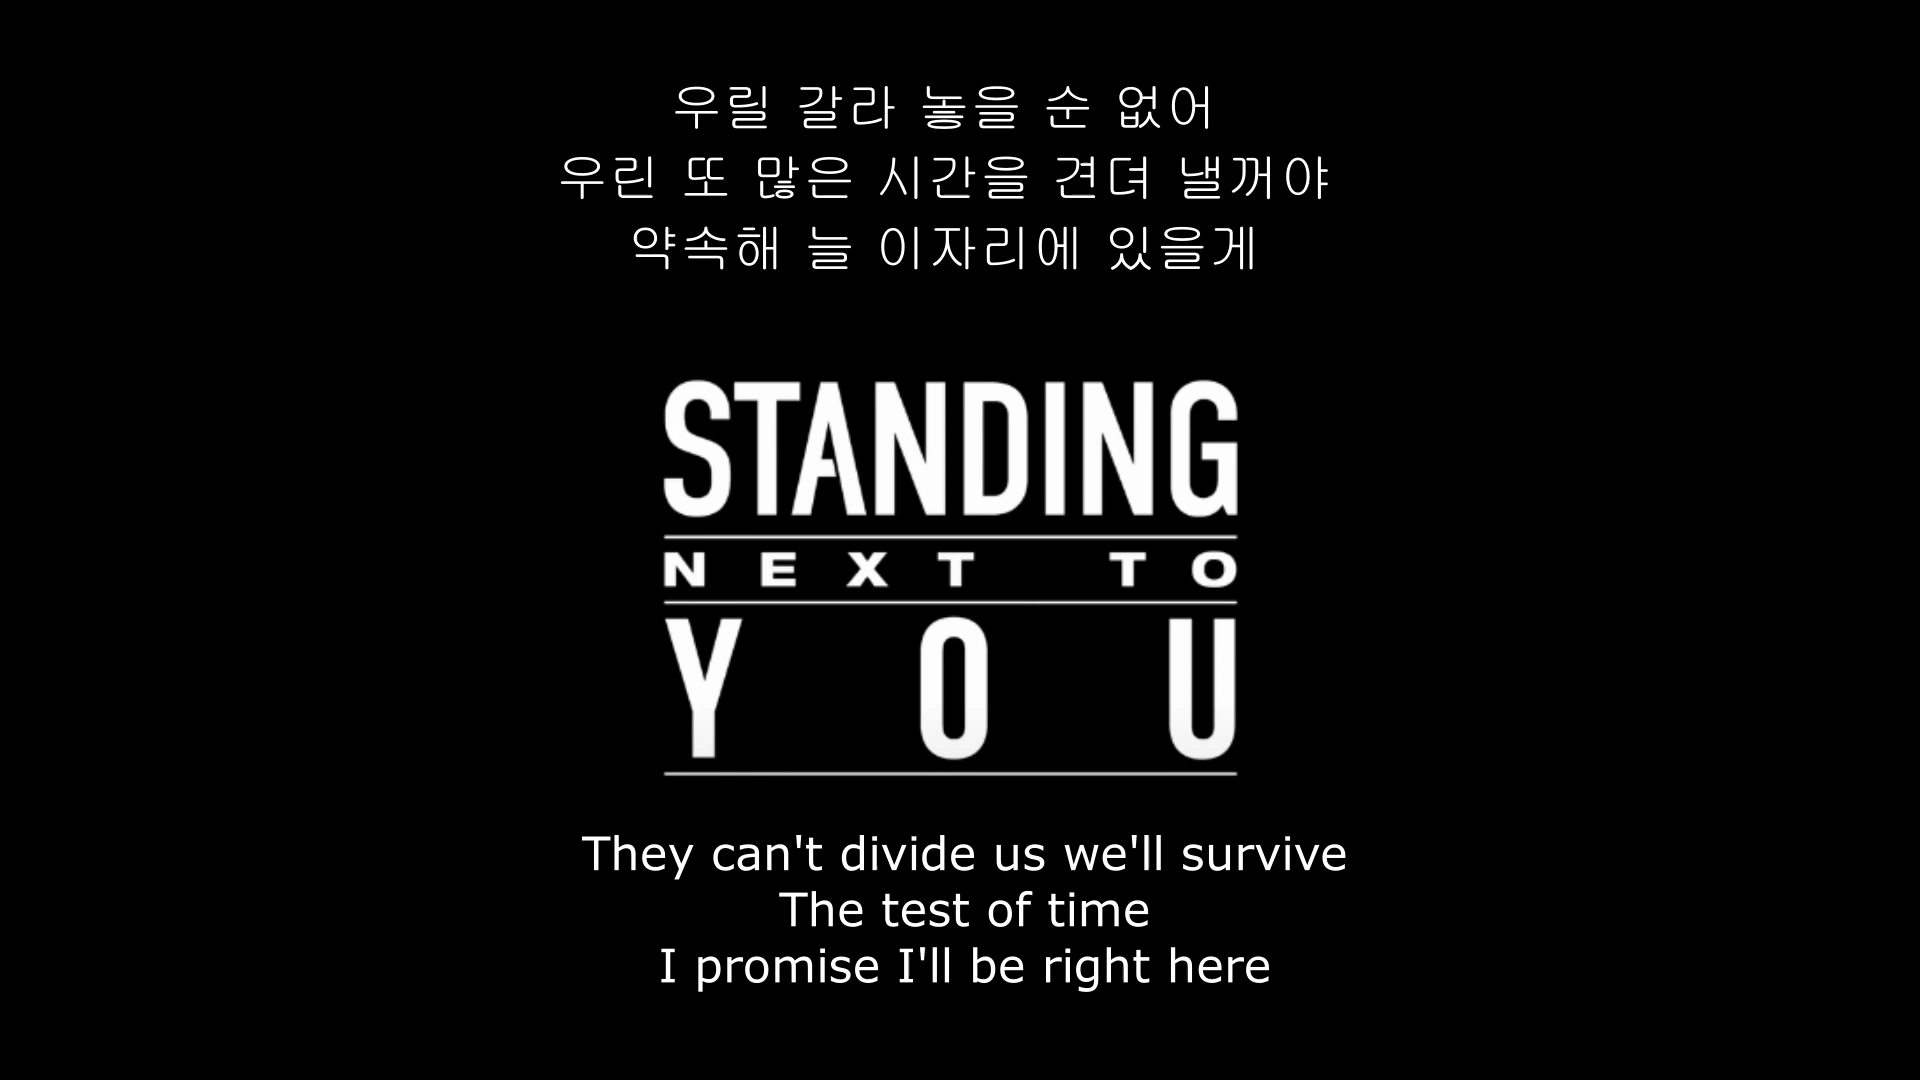 우릴 갈라 놓을 순 없어
우린 또 많은 시간을 견뎌 낼꺼야
약속해 늘 이자리에 있을게
STANDING
NEXT TO
YOU
They can't divide us we'll survive
The test of time
I promise I'll be right here